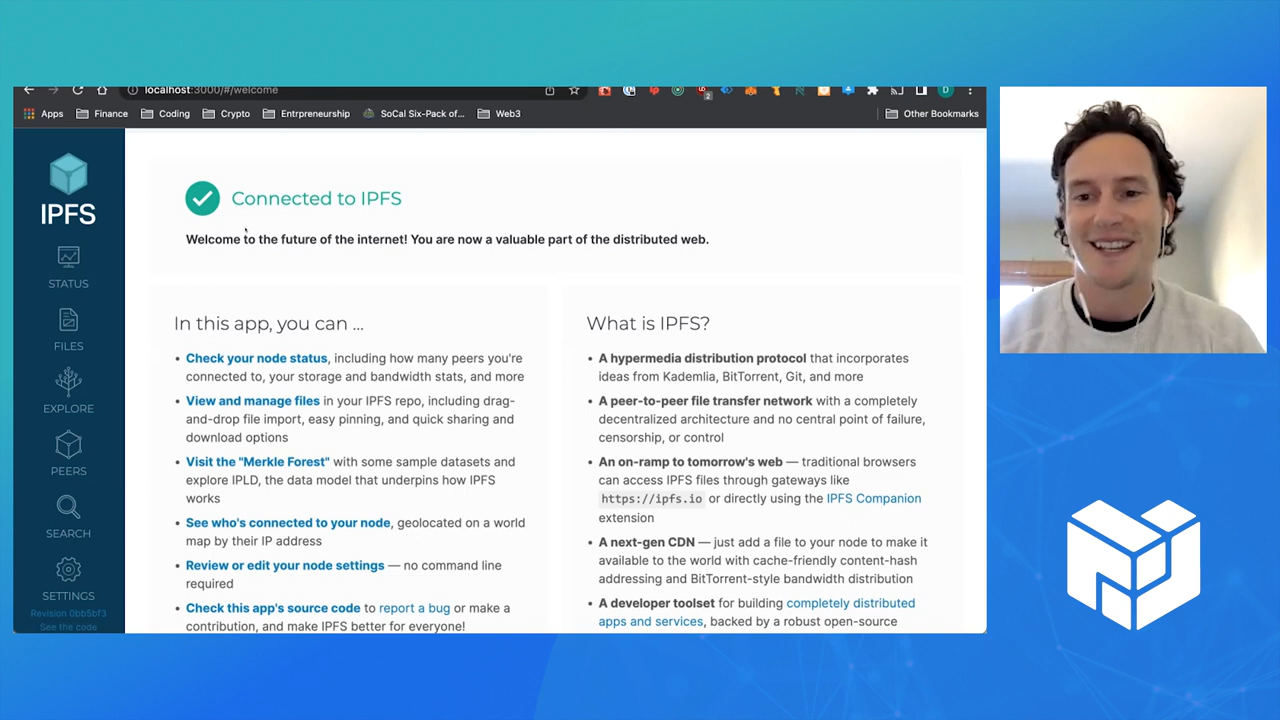 localhost:3000/#/welcome
Apps
Finance
Coding
Crypto
Entrpreneurship
SoCal Six-Pack of...
Web3
Other Bookmarks
2
D
IPFS
STATUS
FILES
EXPLORE
PEERS
SEARCH
SETTINGS
Revision 0bb5bf3
See the code
Connected to IPFS
Welcome to the future of the internet! You are now a valuable part of the distributed web.
In this app, you can ...
• Check your node status, including how many peers you're
connected to, your storage and bandwidth stats, and more
• View and manage files in your IPFS repo, including drag-
and-drop file import, easy pinning, and quick sharing and
download options
• Visit the "Merkle Forest" with some sample datasets and
explore IPLD, the data model that underpins how IPFS
works
• See who's connected to your node, geolocated on a world
map by their IP address
• Review or edit your node settings — no command line
required
• Check this app's source code to report a bug or make a
contribution, and make IPFS better for everyone!
What is IPFS?
• A hypermedia distribution protocol that incorporates
ideas from Kademlia, BitTorrent, Git, and more
• A peer-to-peer file transfer network with a completely
decentralized architecture and no central point of failure,
censorship, or control
• An on-ramp to tomorrow's web — traditional browsers
can access IPFS files through gateways like
https://ipfs.io or directly using the IPFS Companion
extension
• A next-gen CDN — just add a file to your node to make it
available to the world with cache-friendly content-hash
addressing and BitTorrent-style bandwidth distribution
• A developer toolset for building completely distributed
apps and services, backed by a robust open-source